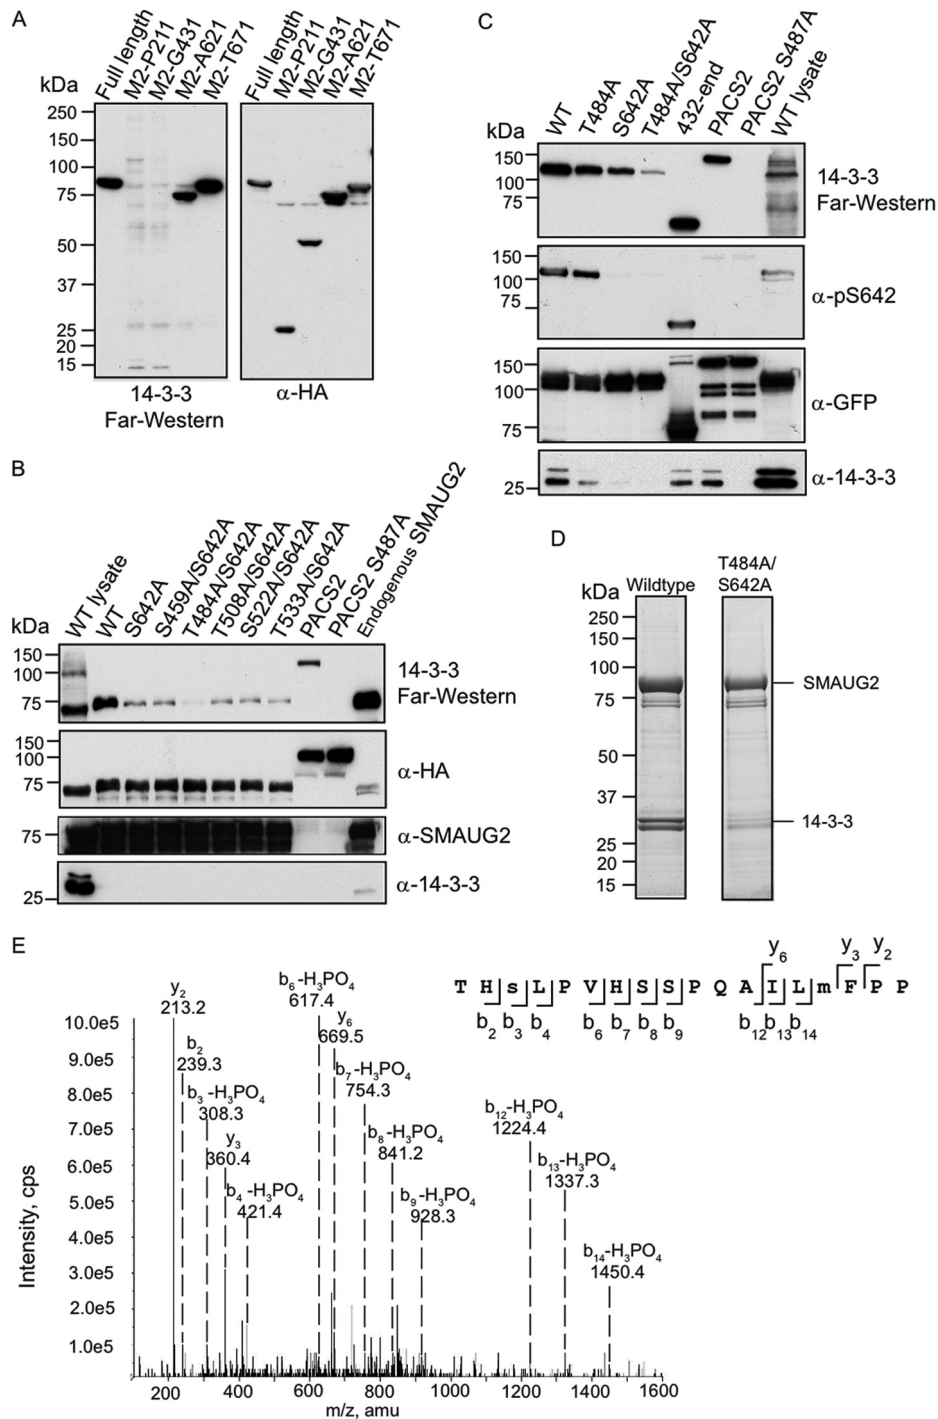 A
kDa
Full length
M2-P211
M2-G431
M2-A621
M2-T671
Full length
M2-P211
M2-G431
M2-A621
M2-T671
250
150
100
75
50
37
25
20
15
14-3-3
Far-Western
α-HA
B
kDa
WT lysate
WT
S642A
S459A/S642A
T484A/S642A
T508A/S642A
S522A/S642A
T533A/S642A
PACS2
PACS2 S487A
Endogenous SMAUG2
150
100
75
14-3-3
Far-Western
150
100
75
α-HA
75
α-SMAUG2
25
α-14-3-3
C
kDa
WT
T484A
S642A
T484A/S642A
432-end
PACS2
PACS2 S487A
WT lysate
150
100
75
14-3-3
Far-Western
150
100
75
α-pS642
150
100
75
α-GFP
25
α-14-3-3
D
kDa
Wildtype
T484A/
S642A
250
150
100
75
50
37
25
20
15
SMAUG2
14-3-3
E
y6 y3 y2
T H s L P V H S S P Q A I L m F P P
b2 b3 b4 b6 b7 b8 b9 b12 b13 b14
y2
213.2
b2
239.3
b3 -H3PO4
308.3
y3
360.4
b4 -H3PO4
421.4
b6-H3PO4
617.4
y6
669.5
b7-H3PO4
754.3
b8-H3PO4
841.2
b9-H3PO4
928.3
b12-H3PO4
1224.4
b13-H3PO4
1337.3
b14-H3PO4
1450.4
10.0e5
9.0e5
8.0e5
7.0e5
6.0e5
5.0e5
4.0e5
3.0e5
2.0e5
1.0e5
Intensity, cps
200 400 600 800 1000 1200 1400 1600
m/z, amu